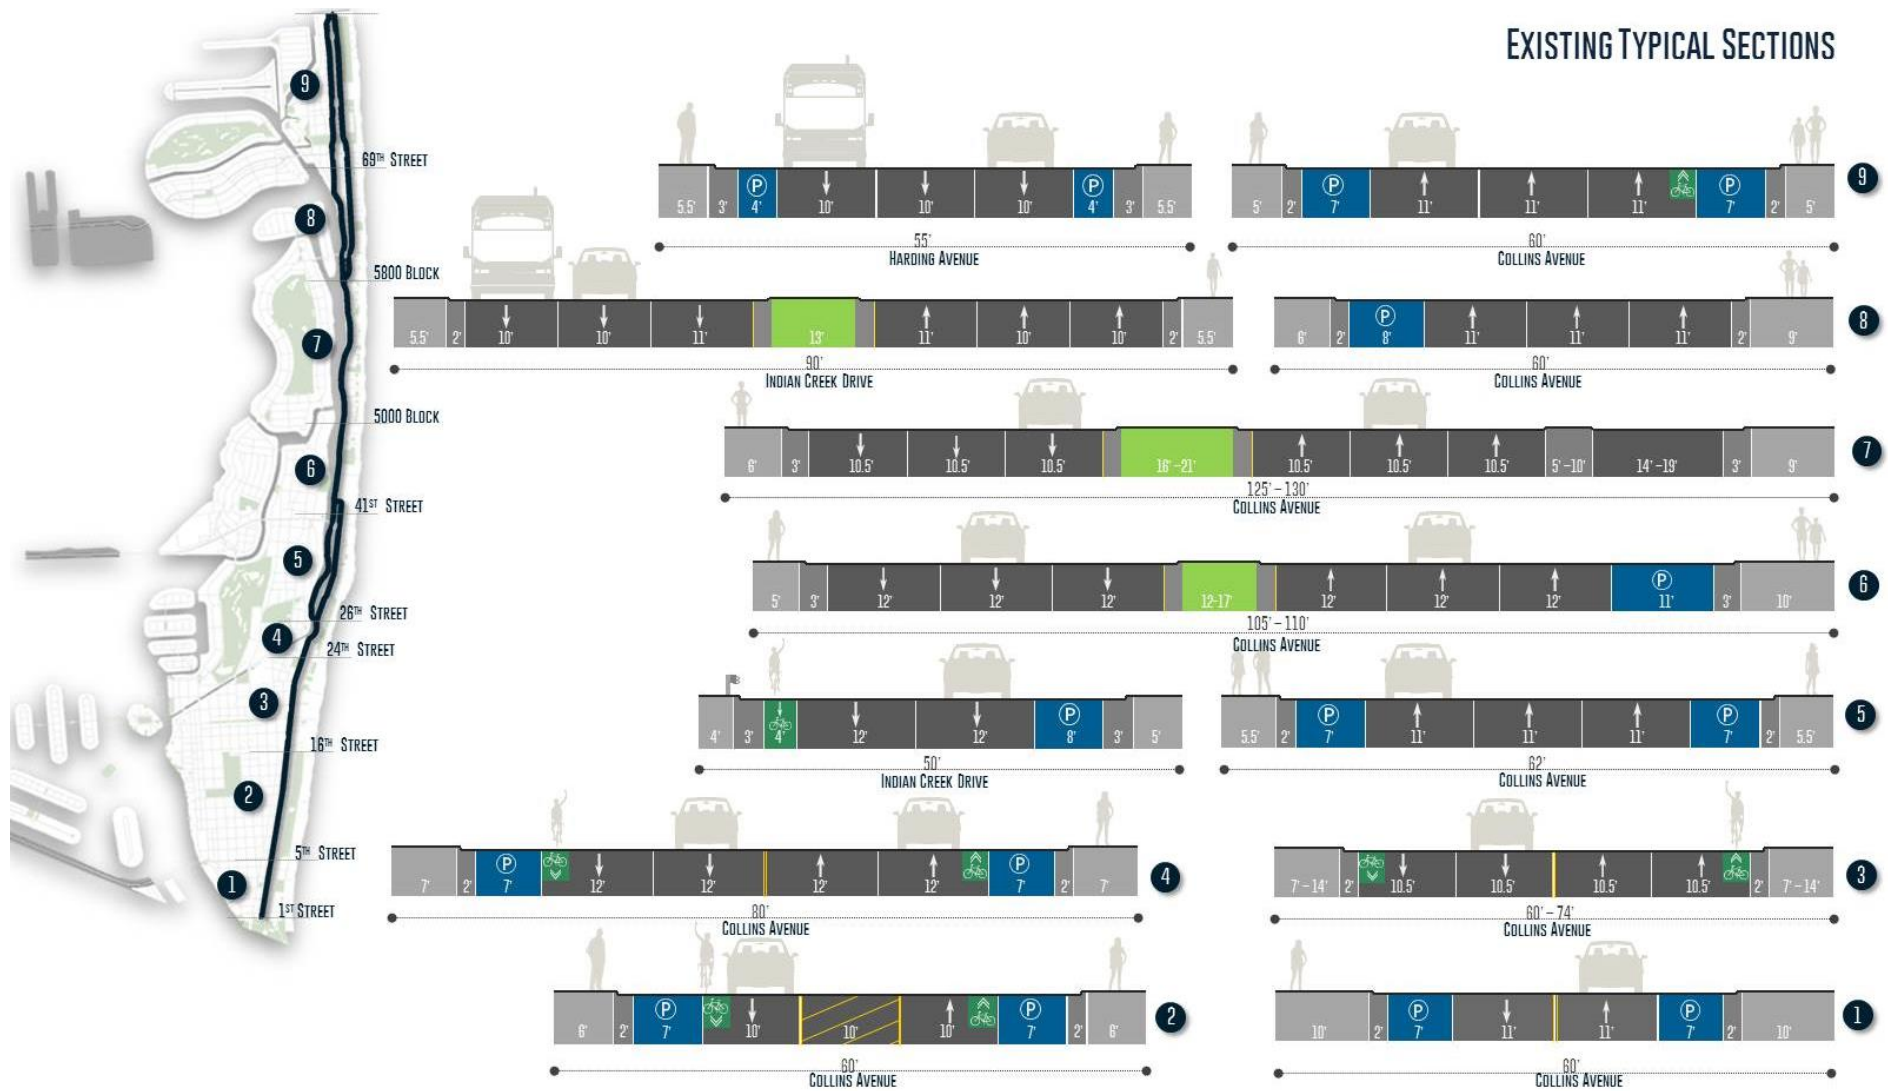 EXISTING TYPICAL SECTIONS
9
69TH STREET
8
5800 BLOCK
7
5000 BLOCK
6
41ST STREET
5
26TH STREET
4
24TH STREET
3
16TH STREET
2
5TH STREET
1
1ST STREET
5.5' 3' P 4' 10' 10' 10' P 4' 3' 5.5'
55'
HARDING AVENUE
5' 2' P 7' 11' 11' 11' P 7' 2' 5'
60'
COLLINS AVENUE
9
5.5' 2' 10' 10' 11' 13' 11' 10' 10' 2' 5.5'
90'
INDIAN CREEK DRIVE
6' 2' P 8' 11' 11' 11' 2' 9'
60'
COLLINS AVENUE
8
6' 3' 10.5' 10.5' 10.5' 16'-21' 10.5' 10.5' 10.5' 5'-10' 14'-19' 3' 9'
125' - 130'
COLLINS AVENUE
7
5' 3' 12' 12' 12' 12-17' 12' 12' 12' P 11' 3' 10'
105' - 110'
COLLINS AVENUE
6
4' 3' 4' 12' 12' P 8' 3' 5'
50'
INDIAN CREEK DRIVE
5.5' 2' P 7' 11' 11' 11' P 7' 2' 5.5'
62'
COLLINS AVENUE
5
7' 2' P 7' 12' 12' 12' 12' P 7' 2' 7'
80'
COLLINS AVENUE
4
7'-14' 2' 10.5' 10.5' 10.5' 10.5' 2' 7'-14'
60' - 74'
COLLINS AVENUE
3
6' 2' P 7' 10' 10' 10' P 7' 2' 6'
60'
COLLINS AVENUE
2
10' 2' P 7' 11' 11' P 7' 2' 10'
60'
COLLINS AVENUE
1